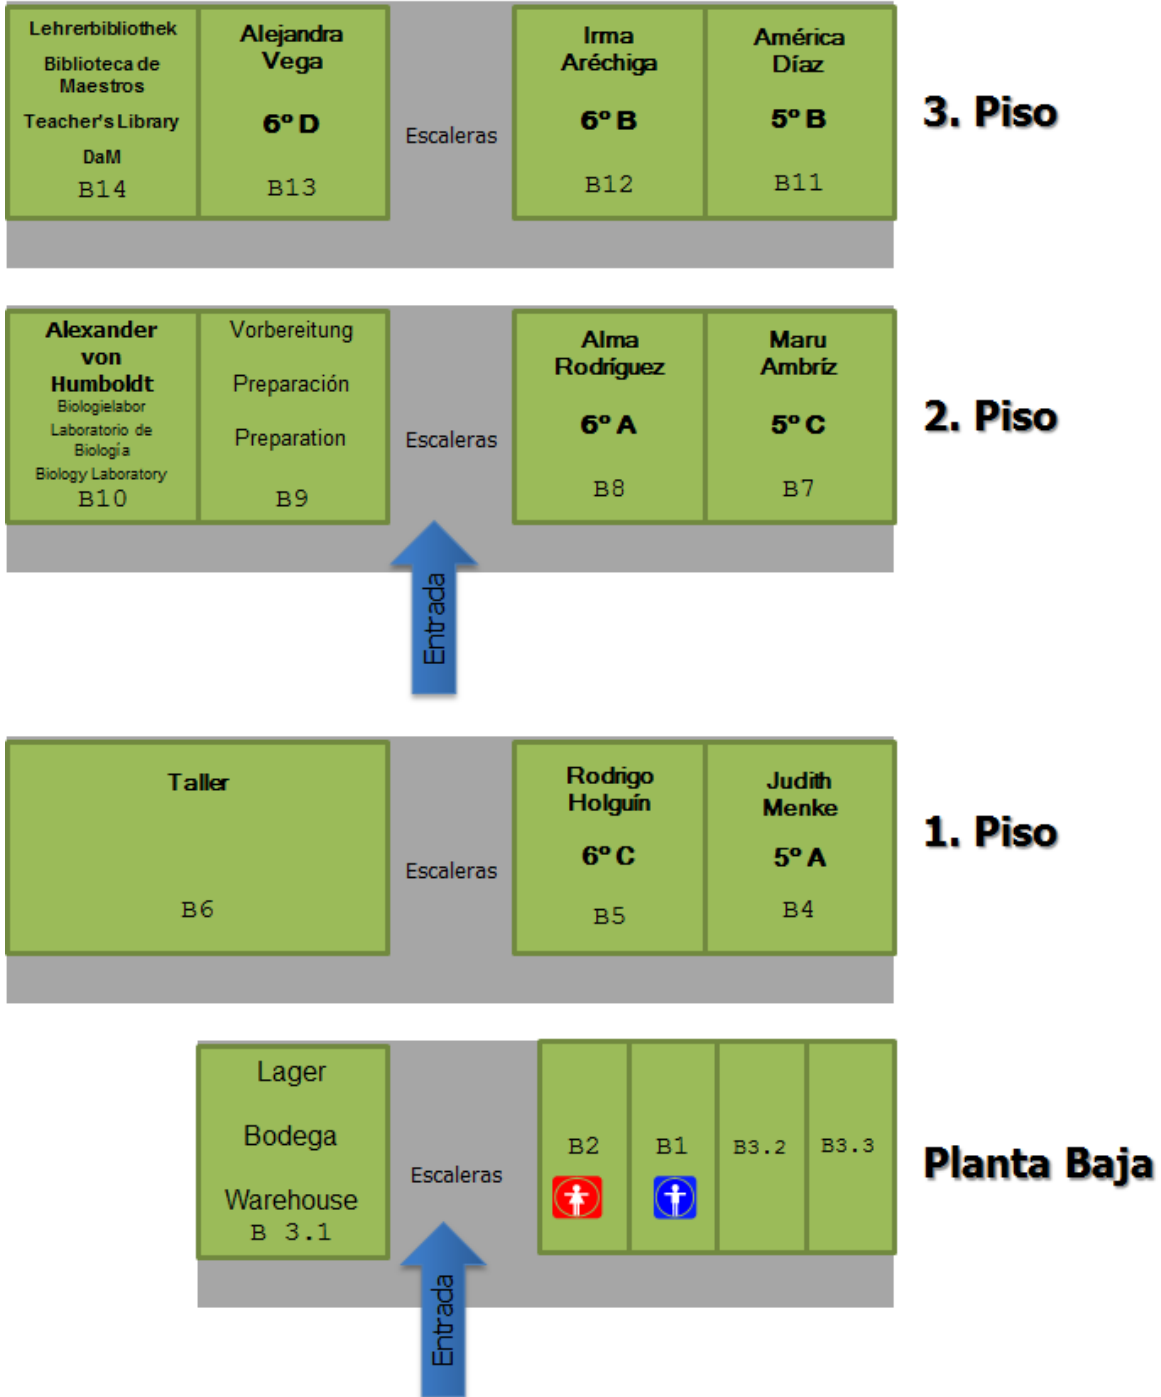 Lehrerbibliothek
Biblioteca de
Maestros
Teacher's Library
DaM
B14
Alejandra
Vega
6º D
B13
Escaleras
Irma
Aréchiga
6º B
B12
América
Díaz
5º B
B11
3. Piso
Alexander
von
Humboldt
Biologielabor
Laboratorio de
Biología
Biology Laboratory
B10
Vorbereitung
Preparación
Preparation
B9
Escaleras
Alma
Rodríguez
6º A
B8
Maru
Ambríz
5º C
B7
2. Piso
Entrada
Taller
B6
Escaleras
Rodrigo
Holguín
6º C
B5
Judith
Menke
5º A
B4
1. Piso
Lager
Bodega
Warehouse
B 3.1
Escaleras
B2
B1
B3.2
B3.3
Planta Baja
Entrada